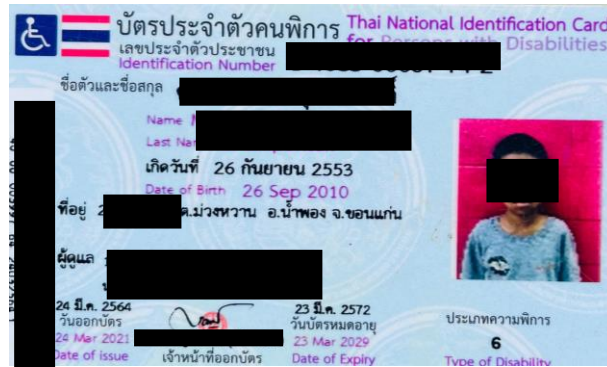 บัตรประจำตัวคนพิการ Thai National Identification Card
for Persons with Disabilities
เลขประจำตัวประชาชน
Identification Number
ชื่อตัวและชื่อสกุล
Name
Last
เกิดวันที่ 26 กันยายน 2553
Date of Birth 26 Sep 2010
ที่อยู่ ต.ม่วงหวาน อ.น้ำพอง จ.ขอนแก่น
ผู้ดูแล
24 มี.ค. 2564
วันออกบัตร
24 Mar 2021
Date of issue
เจ้าหน้าที่ออกบัตร
23 มี.ค. 2572
วันบัตรหมดอายุ
23 Mar 2029
Date of Expiry
ประเภทความพิการ
6
Type of Disability